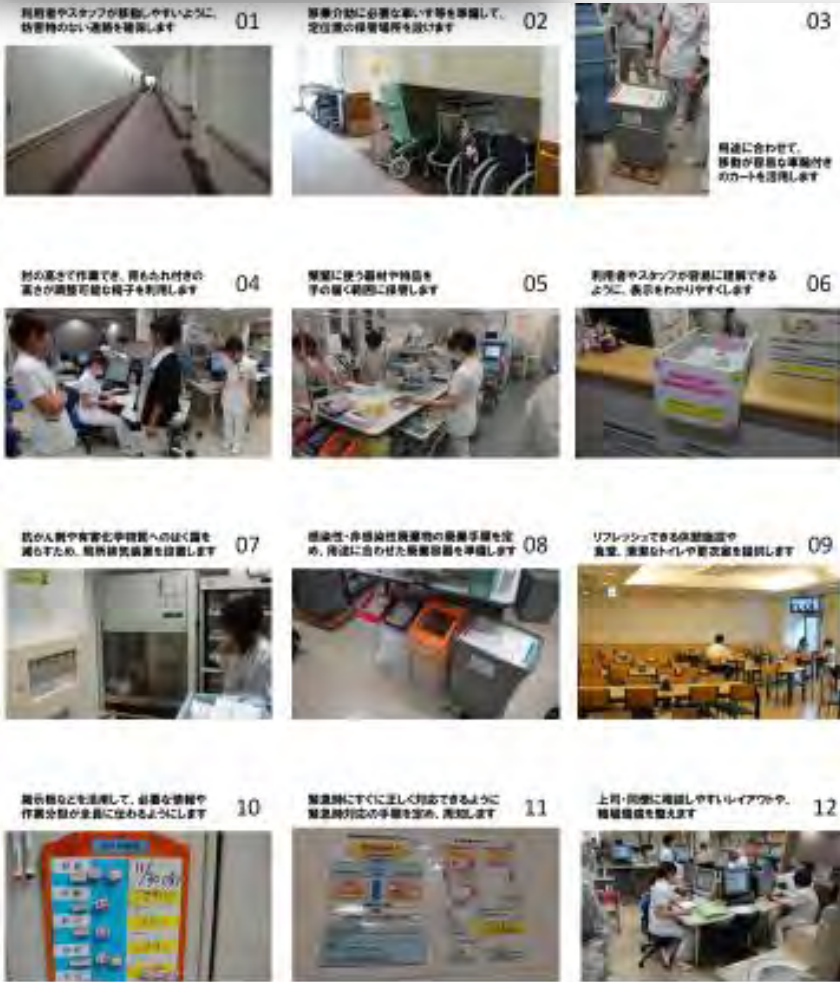 利用者やスタッフが移動しやすいように、
妨害物のない通路を確保します
01
移乗介助に必要な車いす等を準備して、
定位置の保管場所を設けます
02
03
用途に合わせて、
移動が容易な車輪付き
のカートを活用します
肘の高さで作業でき、背もたれ付きの
高さが調整可能な椅子を利用します
04
頻繁に使う器材や物品を
手の届く範囲に保管します
05
利用者やスタッフが容易に理解できる
ように、表示をわかりやすくします
06
抗がん剤や有害化学物質へのばく露を
減らすため、局所排気装置を設置します
07
感染性・非感染性廃棄物の廃棄手順を定
め、用途に合わせた廃棄容器を準備します
08
リフレッシュできる休憩施設や
食堂、清潔なトイレや更衣室を提供します
09
掲示板などを活用して、必要な情報や
作業分担が全員に伝わるようにします
10
緊急時にすぐに正しく対応できるように
緊急時対応の手順を定め、周知します
11
上司・同僚に相談しやすいレイアウトや、
職場環境を整えます
12